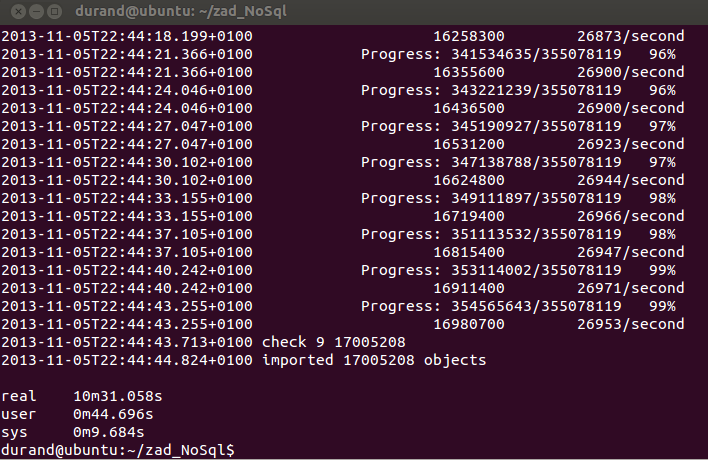 durand@ubuntu: ~/zad_NoSql
2013-11-05T22:44:18.199+0100 16258300 26873/second
2013-11-05T22:44:21.366+0100 Progress: 341534635/355078119 96%
2013-11-05T22:44:21.366+0100 16355600 26900/second
2013-11-05T22:44:24.046+0100 Progress: 343221239/355078119 96%
2013-11-05T22:44:24.046+0100 16436500 26900/second
2013-11-05T22:44:27.047+0100 Progress: 345190927/355078119 97%
2013-11-05T22:44:27.047+0100 16531200 26923/second
2013-11-05T22:44:30.102+0100 Progress: 347138788/355078119 97%
2013-11-05T22:44:30.102+0100 16624800 26944/second
2013-11-05T22:44:33.155+0100 Progress: 349111897/355078119 98%
2013-11-05T22:44:33.155+0100 16719400 26966/second
2013-11-05T22:44:37.105+0100 Progress: 351113532/355078119 98%
2013-11-05T22:44:37.105+0100 16815400 26947/second
2013-11-05T22:44:40.242+0100 Progress: 353114002/355078119 99%
2013-11-05T22:44:40.242+0100 16911400 26971/second
2013-11-05T22:44:43.255+0100 Progress: 354565643/355078119 99%
2013-11-05T22:44:43.255+0100 16980700 26953/second
2013-11-05T22:44:43.713+0100 check 9 17005208
2013-11-05T22:44:44.824+0100 imported 17005208 objects
real 10m31.058s
user 0m44.696s
sys 0m9.684s
durand@ubuntu:~/zad_NoSql$